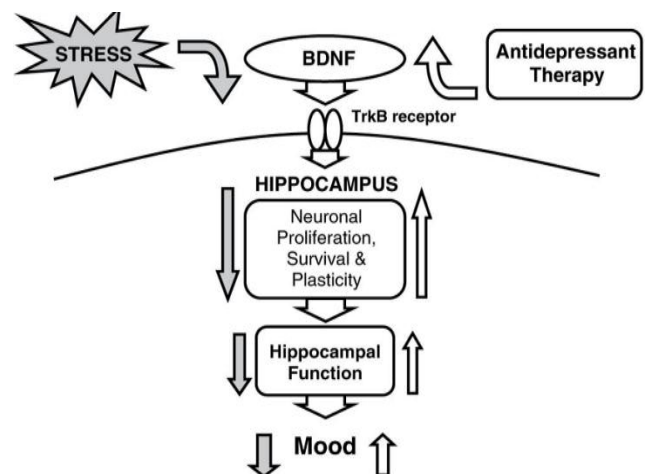 STRESS
BDNF
Antidepressant
Therapy
TrkB receptor
HIPPOCAMPUS
Neuronal
Proliferation,
Survival &
Plasticity
Hippocampal
Function
Mood